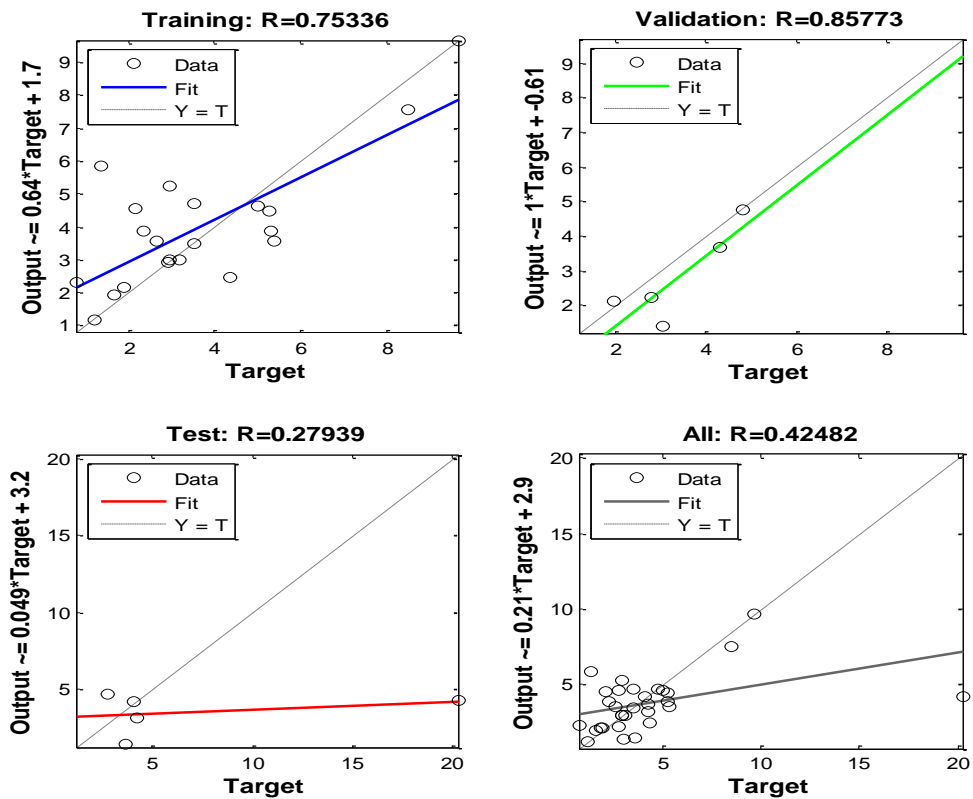 Training: R=0.75336
Output ~= 0.64*Target + 1.7
9
8
7
6
5
4
3
2
1
Data
Fit
Y = T
2
4
6
8
Target
Validation: R=0.85773
Output ~= 1*Target + -0.61
9
8
7
6
5
4
3
2
Data
Fit
Y = T
2
4
6
8
Target
Test: R=0.27939
Output ~= 0.049*Target + 3.2
20
15
10
5
Data
Fit
Y = T
5
10
15
20
Target
All: R=0.42482
Output ~= 0.21*Target + 2.9
20
15
10
5
Data
Fit
Y = T
5
10
15
20
Target